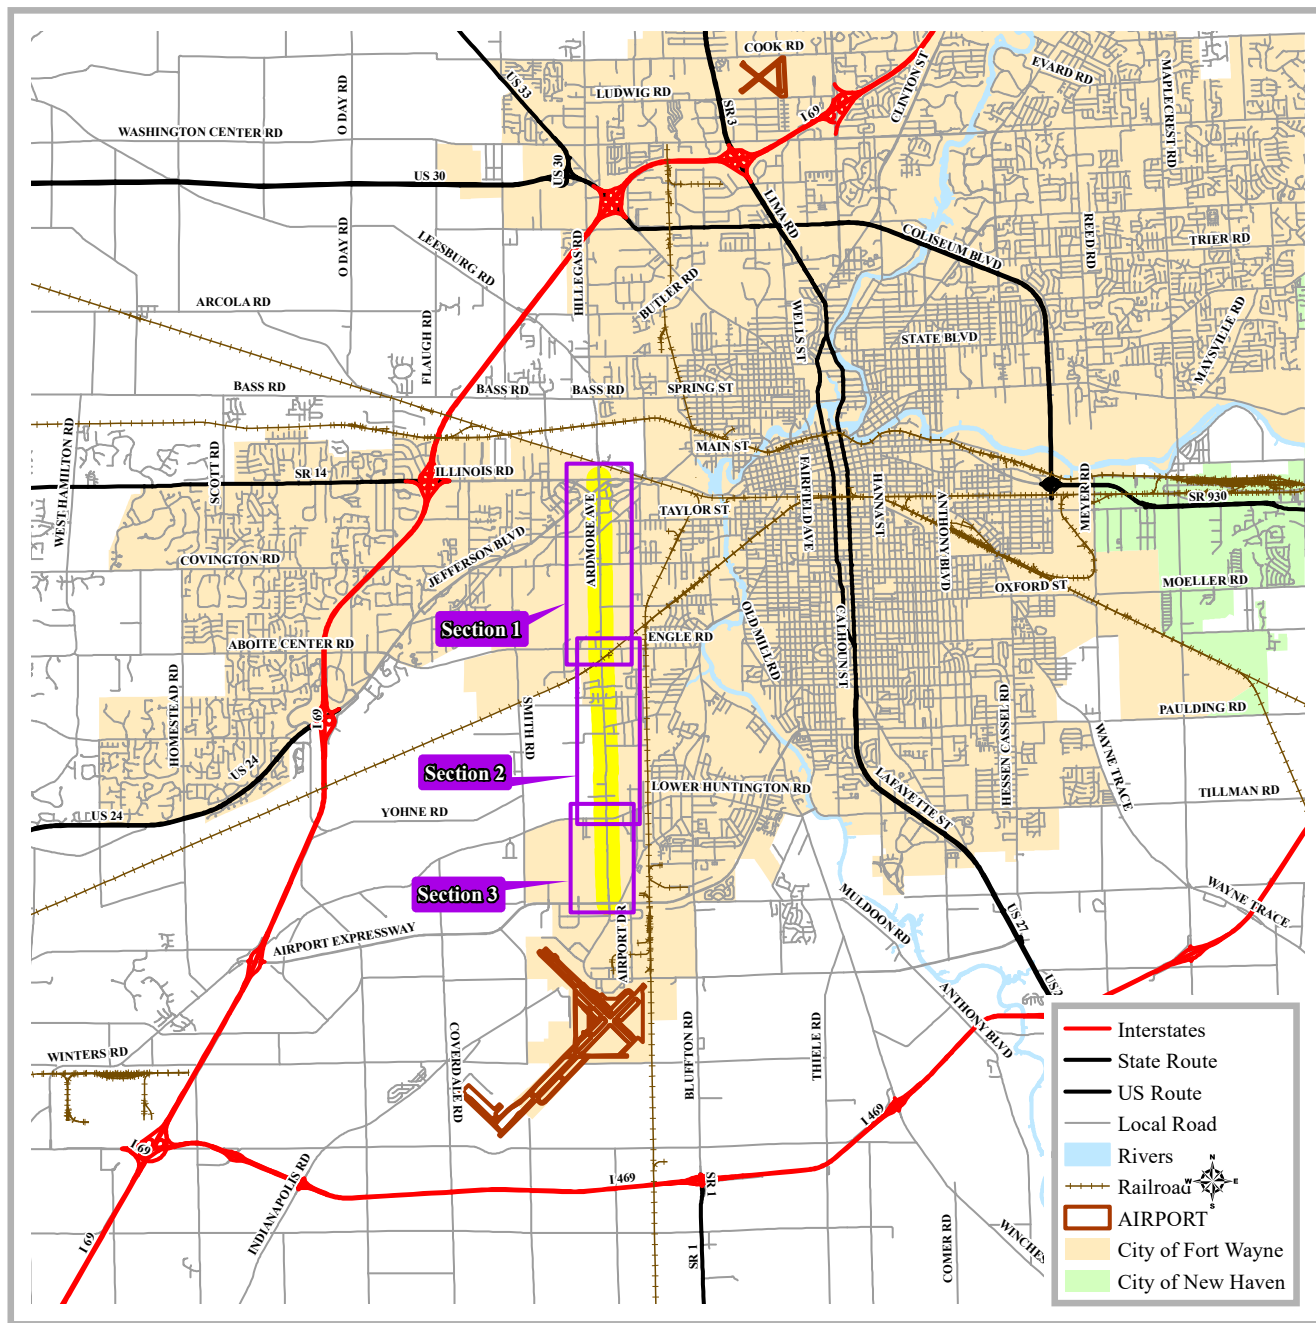 COOK RD
EVARD RD
US 33
LUDWIG RD
SR 3
I 69
CLINTON ST
MAPLECREST RD
O DAY RD
WASHINGTON CENTER RD
US 30
US 30
LIMA RD
COLISEUM BLVD
REED RD
TRIER RD
O DAY RD
LEESBURG RD
HILLEGAS RD
BUTLER RD
ARCOLA RD
WELLS ST
STATE BLVD
MAYSVILLE RD
FLAUGH RD
BASS RD
BASS RD
BASS RD
SPRING ST
WEST HAMILTON RD
SCOTT RD
MAIN ST
SR 14
ILLINOIS RD
ARDMORE AVE
TAYLOR ST
FAIRFIELD AVE
HANNA ST
ANTHONY BLVD
MEYER RD
SR 930
COVINGTON RD
JEFFERSON BLVD
OXFORD ST
MOELLER RD
Section 1
ENGLE RD
OLD MILL RD
CALHOUN ST
ABOITE CENTER RD
HOMESTEAD RD
I 69
SMITH RD
HESSEN CASSEL RD
PAULDING RD
WAYNE TRACE
US 24
Section 2
LOWER HUNTINGTON RD
LAFAYETTE ST
TILLMAN RD
US 24
YOHNE RD
Section 3
MULDOON RD
WAYNE TRACE
US 27
AIRPORT EXPRESSWAY
AIRPORT DR
US2
ANTHONY BLVD
WINTERS RD
COVERDALE RD
BLUFFTON RD
THIELE RD
I 469
I 69
INDIANAPOLIS RD
I 469
SR 1
I 69
SR 1
COMER RD
WINCHES
Interstates
State Route
US Route
Local Road
Rivers
Railroad
N
W
E
S
AIRPORT
City of Fort Wayne
City of New Haven